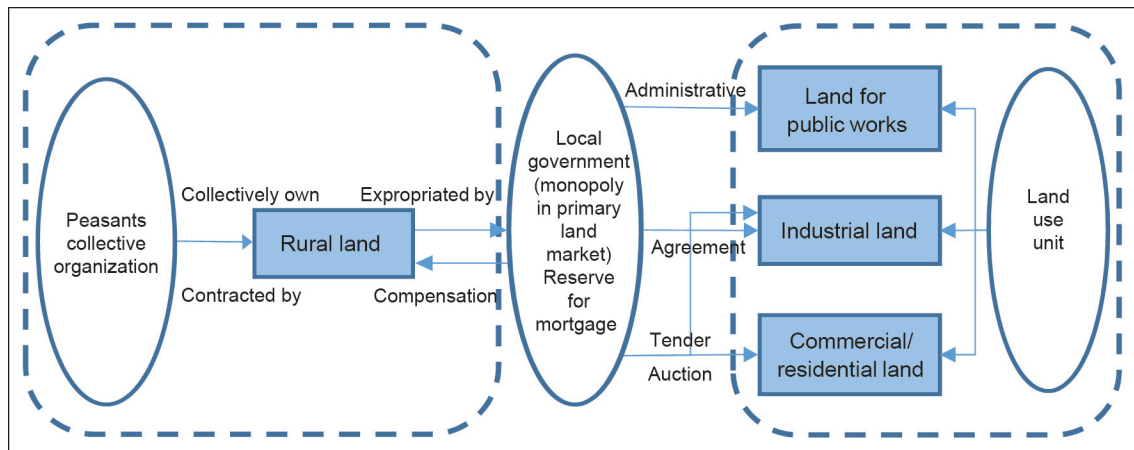 Peasants
collective
organization
Collectively own
Contracted by
Rural land
Expropriated by
Compensation
Local
government
(monopoly
in primary
land
market)
Reserve
for
mortgage
Administrative
Agreement
Tender
Auction
Land for
public works
Industrial land
Commercial/
residential land
Land
use
unit